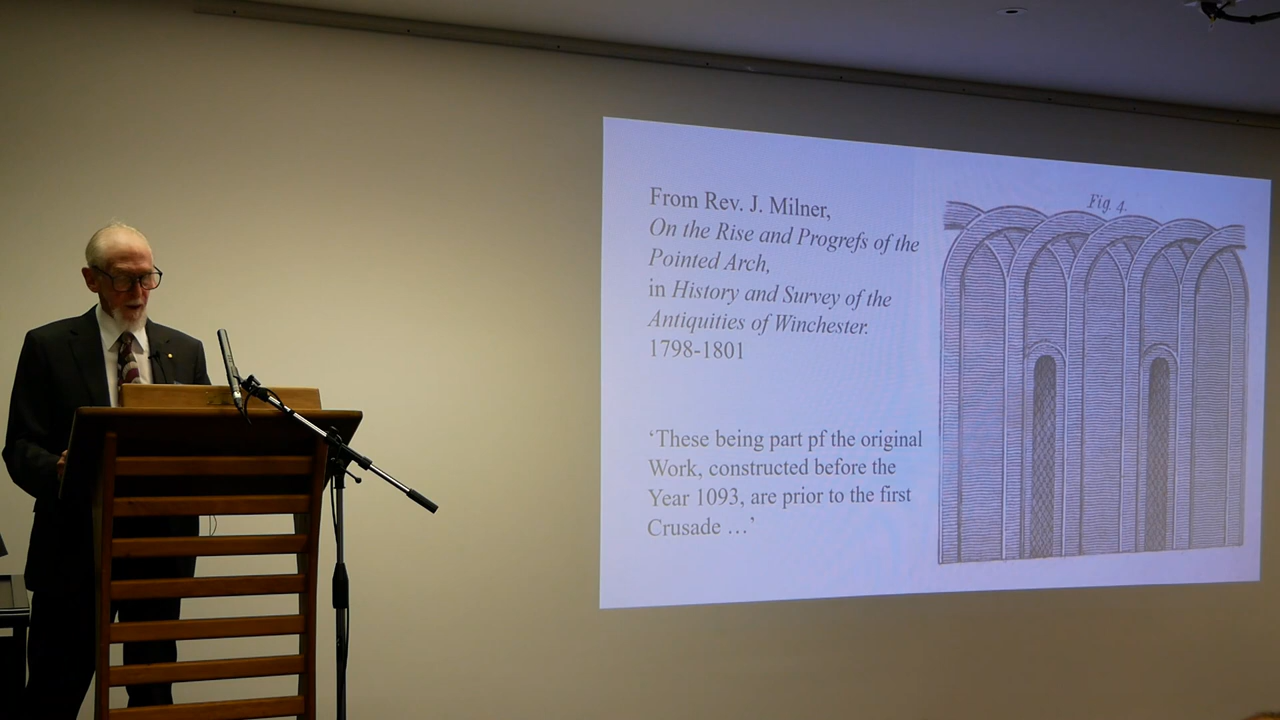 From Rev. J. Milner,
On the Rise and Progrefs of the
Pointed Arch,
in History and Survey of the
Antiquities of Winchester.
1798-1801
‘These being part pf the original
Work, constructed before the
Year 1093, are prior to the first
Crusade …’
Fig. 4.